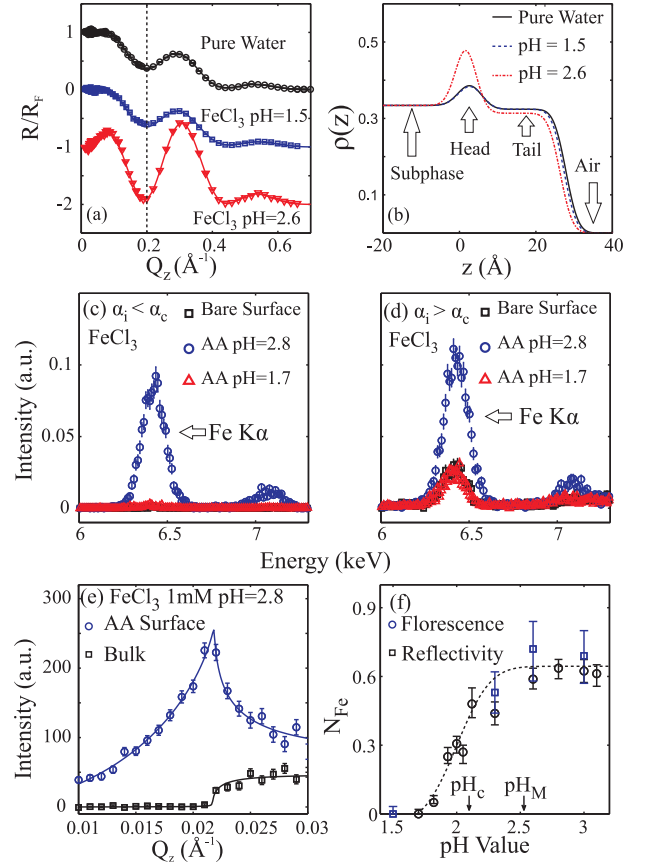 1
0
-1
-2
R/R_F
Pure Water
FeCl₃ pH=1.5
FeCl₃ pH=2.6
(a)
0
0.2
0.4
0.6
Q_z (Å⁻¹)
0.6
0.3
0
ρ(z)
Pure Water
pH = 1.5
pH = 2.6
Subphase
Head
Tail
Air
(b)
-20
0
20
40
z (Å)
(c) α_i < α_c
FeCl₃
Bare Surface
AA pH=2.8
AA pH=1.7
Fe Kα
0.1
0.05
0
Intensity (a.u.)
6
6.5
7
(d) α_i > α_c
FeCl₃
Bare Surface
AA pH=2.8
AA pH=1.7
Fe Kα
6
6.5
7
Energy (keV)
(e) FeCl₃ 1mM pH=2.8
AA Surface
Bulk
300
200
100
0
Intensity (a.u.)
0.01
0.015
0.02
0.025
0.03
Q_z (Å⁻¹)
(f)
Florescence
Reflectivity
0.9
0.6
0.3
0
N_Fe
pH_c
pH_M
1.5
2
2.5
3
pH Value